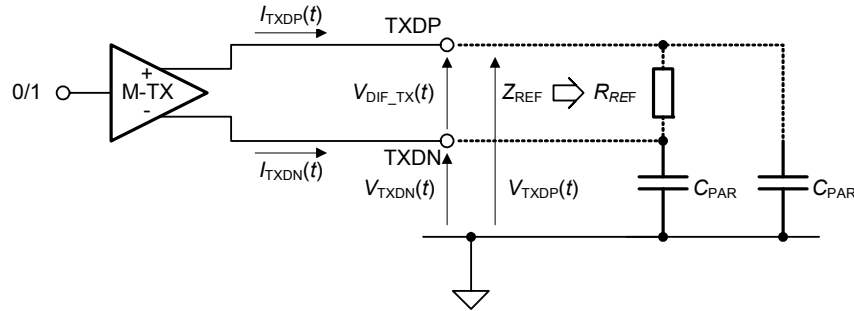 I_TXDP(t)
TXDP
0/1
+
M-TX
-
V_DIF_TX(t)
Z_REF
R_REF
TXDN
I_TXDN(t)
V_TXDN(t)
V_TXDP(t)
C_PAR
C_PAR